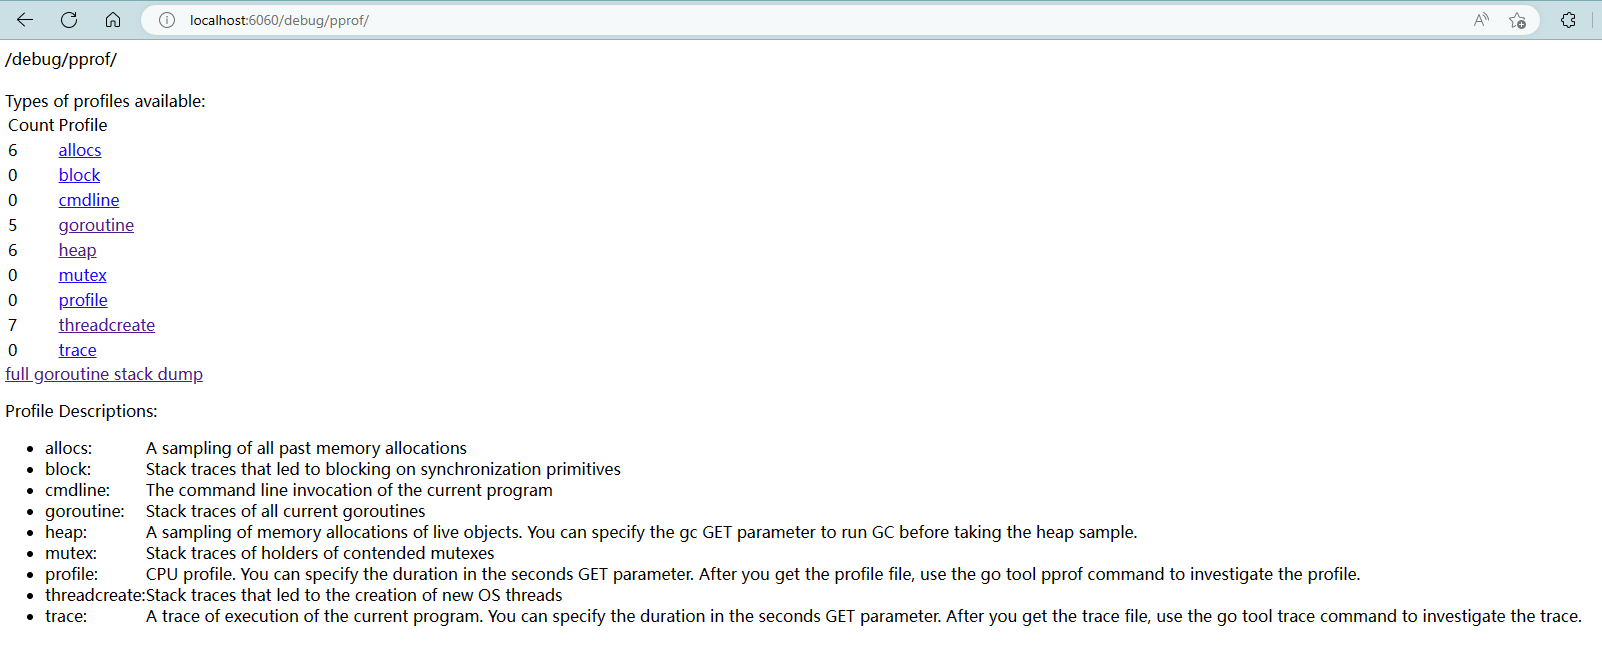 localhost:6060/debug/pprof/
/debug/pprof/
Types of profiles available:
Count Profile
6 allocs
0 block
0 cmdline
5 goroutine
6 heap
0 mutex
0 profile
7 threadcreate
0 trace
full goroutine stack dump
Profile Descriptions:
• allocs: A sampling of all past memory allocations
• block: Stack traces that led to blocking on synchronization primitives
• cmdline: The command line invocation of the current program
• goroutine: Stack traces of all current goroutines
• heap: A sampling of memory allocations of live objects. You can specify the gc GET parameter to run GC before taking the heap sample.
• mutex: Stack traces of holders of contended mutexes
• profile: CPU profile. You can specify the duration in the seconds GET parameter. After you get the profile file, use the go tool pprof command to investigate the profile.
• threadcreate:Stack traces that led to the creation of new OS threads
• trace: A trace of execution of the current program. You can specify the duration in the seconds GET parameter. After you get the trace file, use the go tool trace command to investigate the trace.